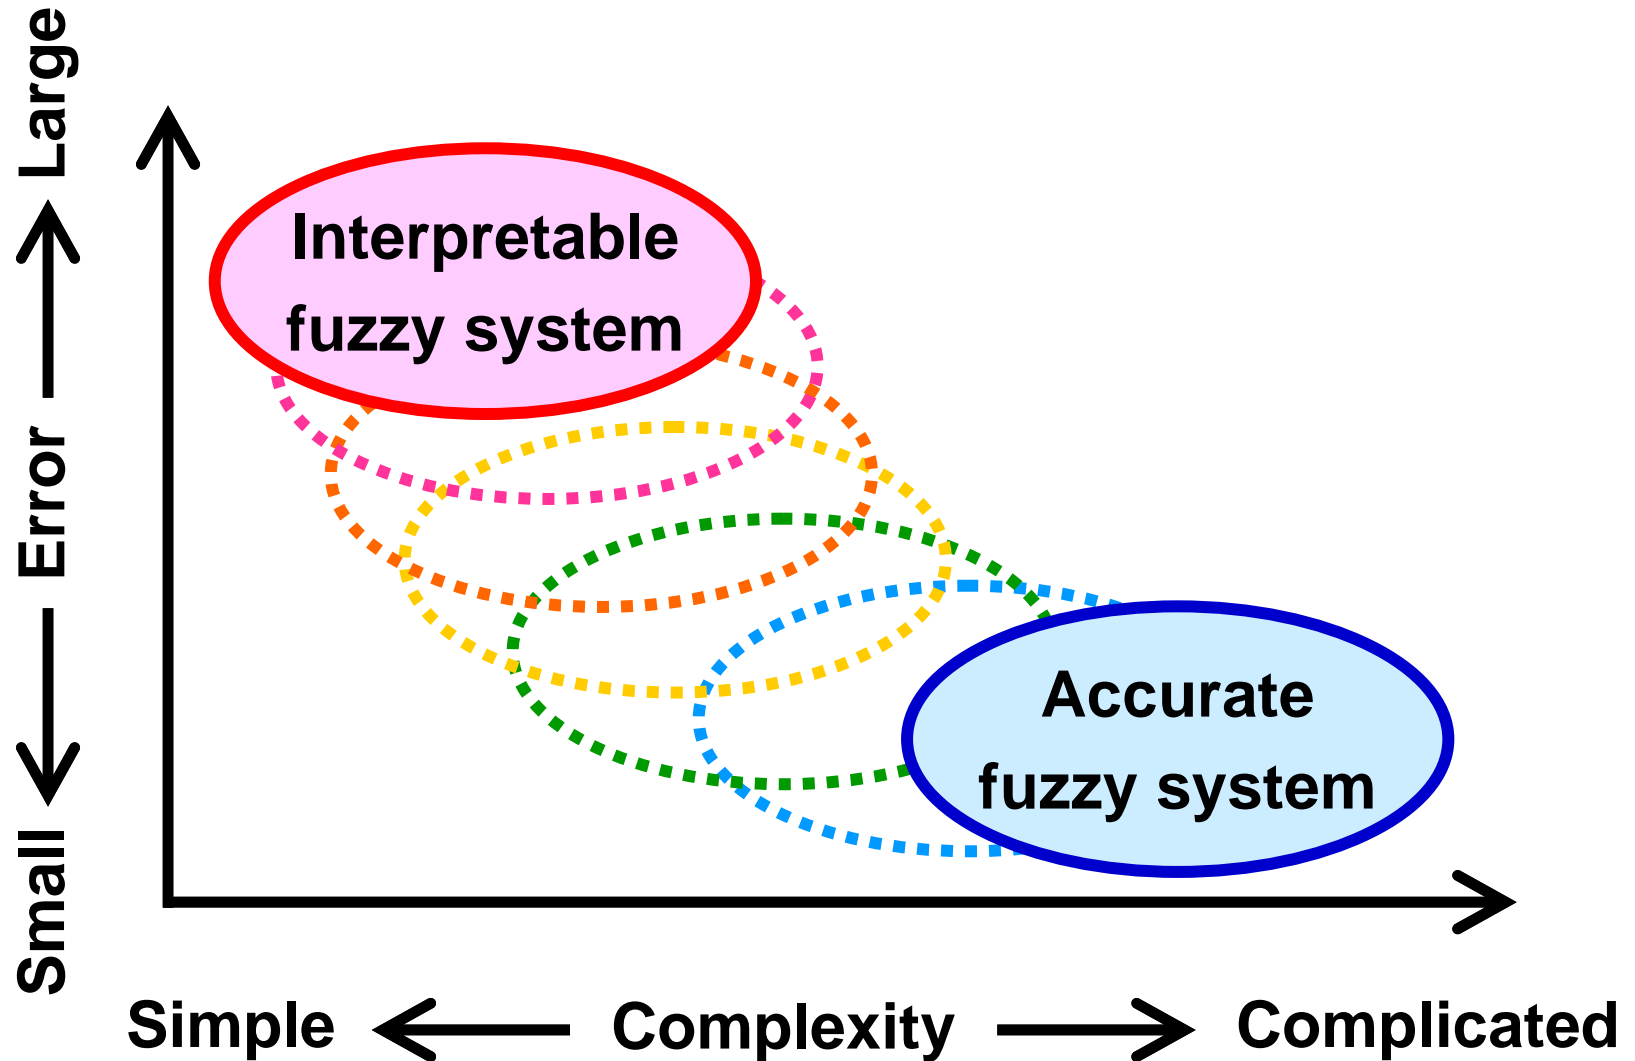 Large
Error
Small
Interpretable
fuzzy system
Accurate
fuzzy system
Simple
Complexity
Complicated